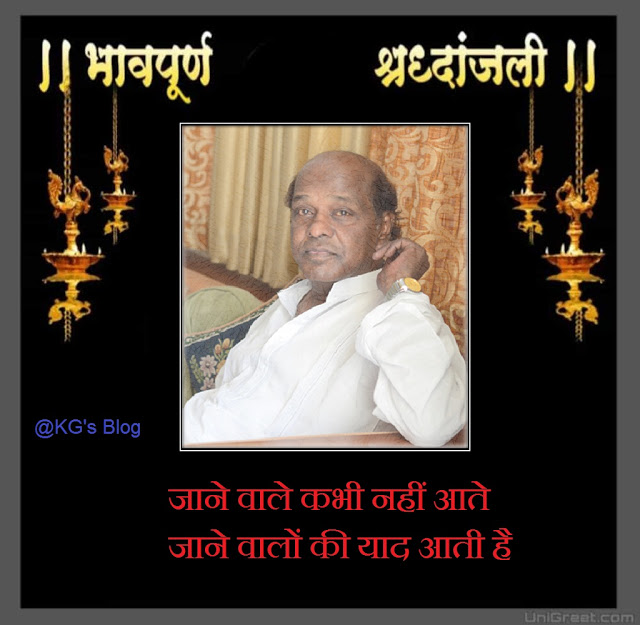 || भावपूर्ण श्रध्दांजली ||
@KG's Blog
जाने वाले कभी नहीं आते
जाने वालों की याद आती है
UniGreet.com